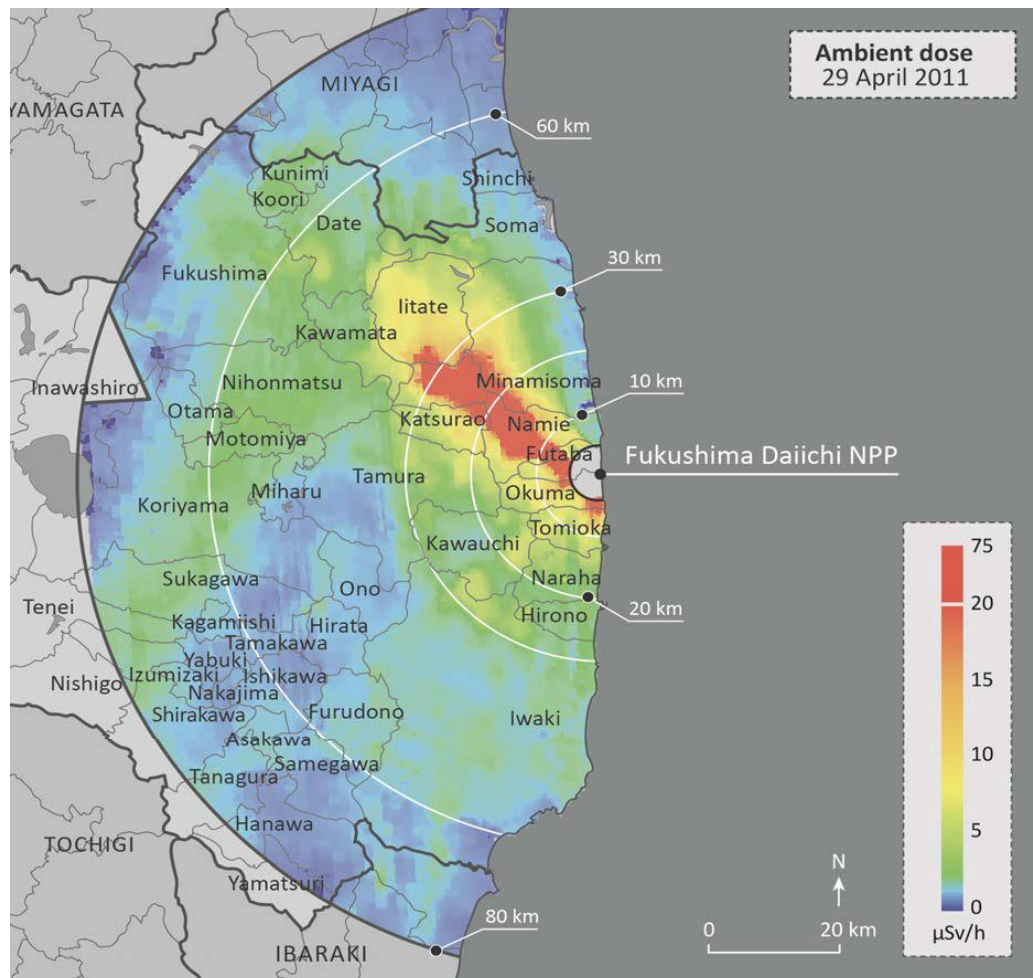 Ambient dose
29 April 2011
MIYAGI
YAMAGATA
60 km
Kunimi
Shinchi
Koori
Date
Soma
Fukushima
30 km
Iitate
Kawamata
Nihonmatsu
Minamisoma
10 km
Inawashiro
Otama
Katsurao
Namie
Motomiya
Futaba
Fukushima Daiichi NPP
Tamura
Miharu
Okuma
Koriyama
Tomioka
Kawauchi
Sukagawa
Ono
Naraha
Tenei
20 km
Kagamiishi
Hirata
Hirono
Tamakawa
Yabuki
Izumizaki
Ishikawa
Nishigo
Nakajima
Shirakawa
Furudono
Iwaki
Asakawa
Samegawa
Tanagura
Hanawa
TOCHIGI
Yamatsuri
80 km
IBARAKI
N
0 20 km
75
20
15
10
5
0
µSv/h